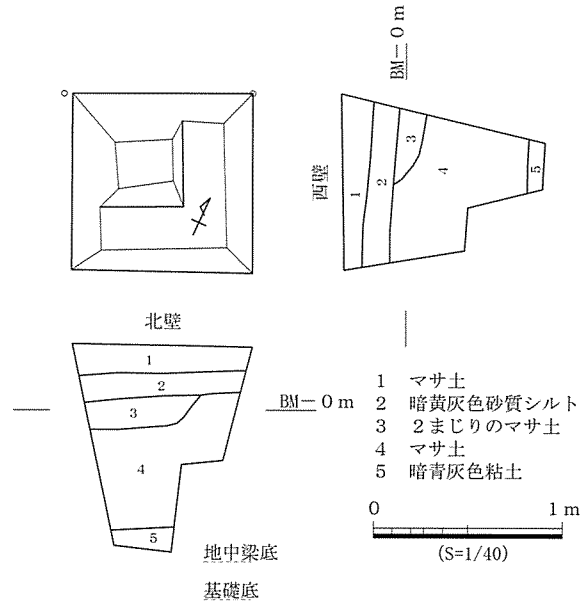 BM－0m
西壁
1
2
3
4
5
北壁
1
2
3
4
5
BM－0m
地中梁底
基礎底
1 マサ土
2 暗黄灰色砂質シルト
3 2まじりのマサ土
4 マサ土
5 暗青灰色粘土
0 1m
(S=1/40)